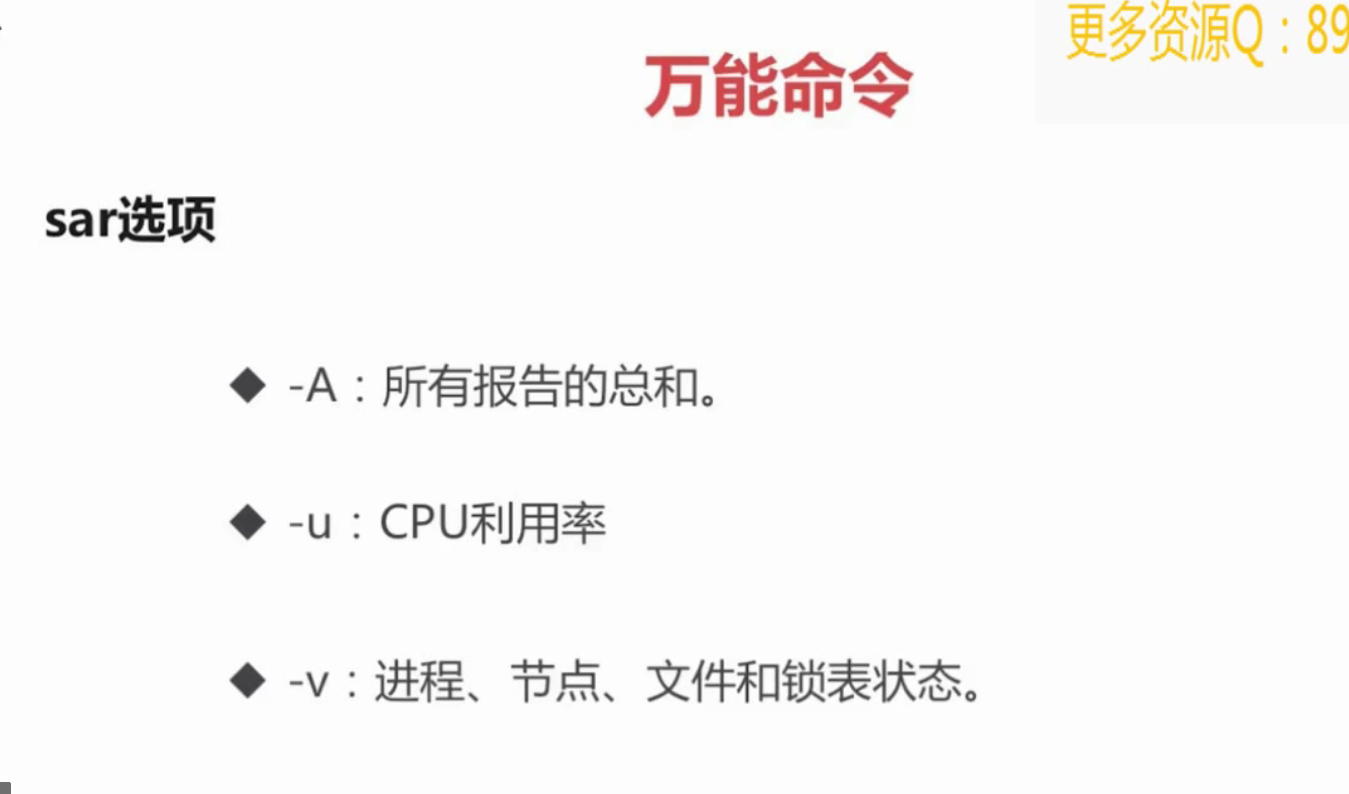 更多资源Q：89
万能命令
sar选项
◆ -A：所有报告的总和。
◆ -u：CPU利用率
◆ -v：进程、节点、文件和锁表状态。